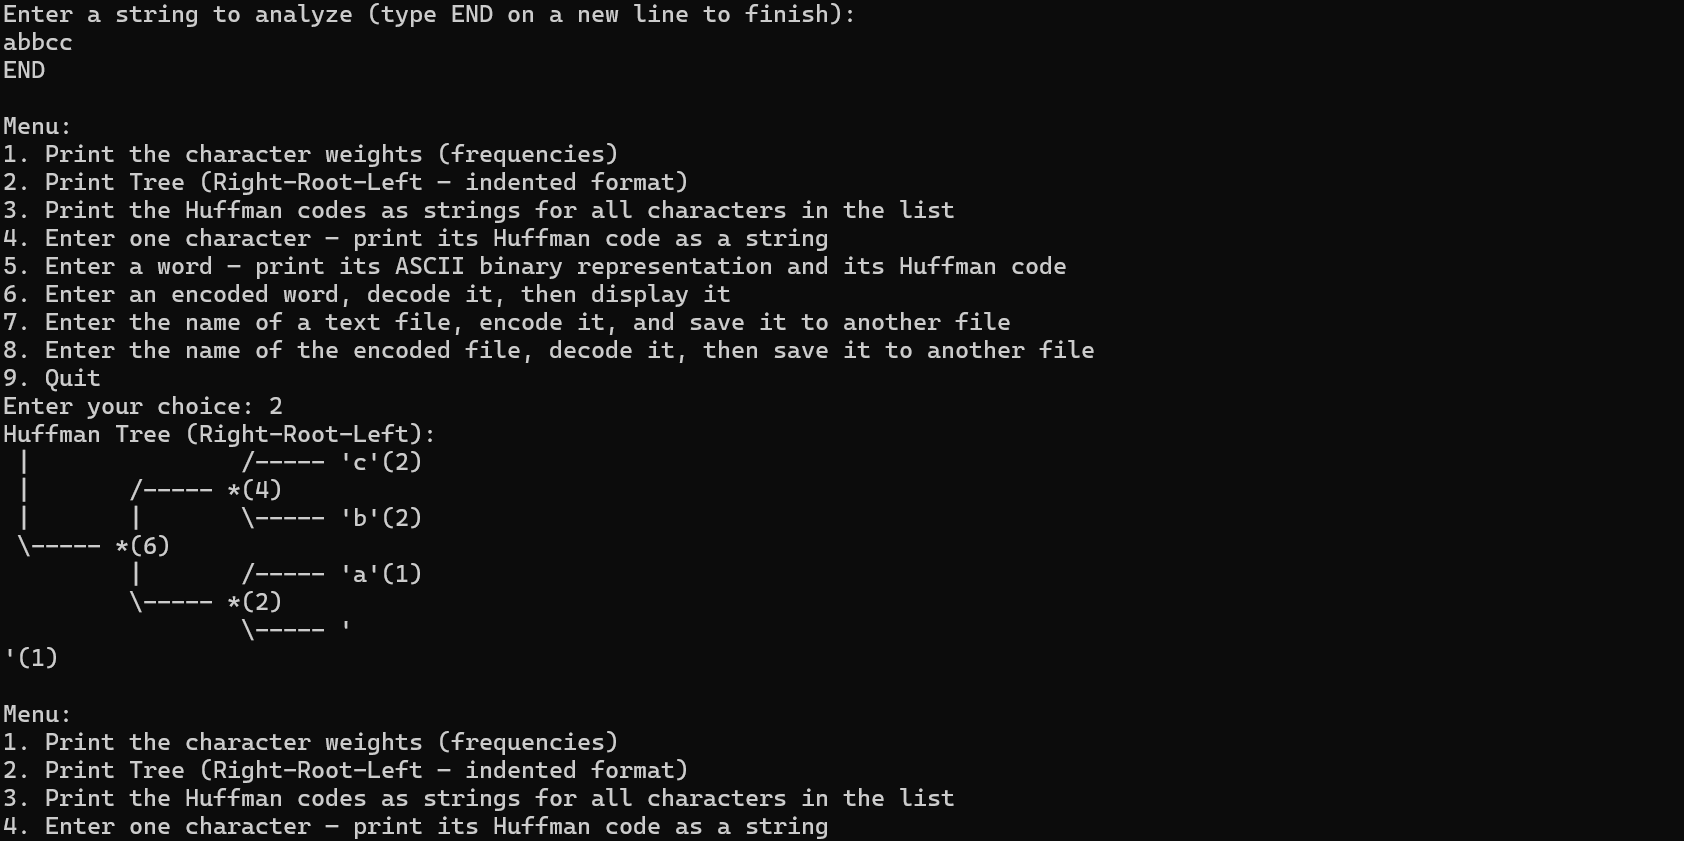 Enter a string to analyze (type END on a new line to finish):
abbcc
END

Menu:
1. Print the character weights (frequencies)
2. Print Tree (Right-Root-Left – indented format)
3. Print the Huffman codes as strings for all characters in the list
4. Enter one character – print its Huffman code as a string
5. Enter a word – print its ASCII binary representation and its Huffman code
6. Enter an encoded word, decode it, then display it
7. Enter the name of a text file, encode it, and save it to another file
8. Enter the name of the encoded file, decode it, then save it to another file
9. Quit
Enter your choice: 2
Huffman Tree (Right-Root-Left):
 |               /----- 'c'(2)
 |       /----- *(4)
 |       |       \----- 'b'(2)
 \----- *(6)
         |       /----- 'a'(1)
         \----- *(2)
                 \----- '
'(1)

Menu:
1. Print the character weights (frequencies)
2. Print Tree (Right-Root-Left – indented format)
3. Print the Huffman codes as strings for all characters in the list
4. Enter one character – print its Huffman code as a string